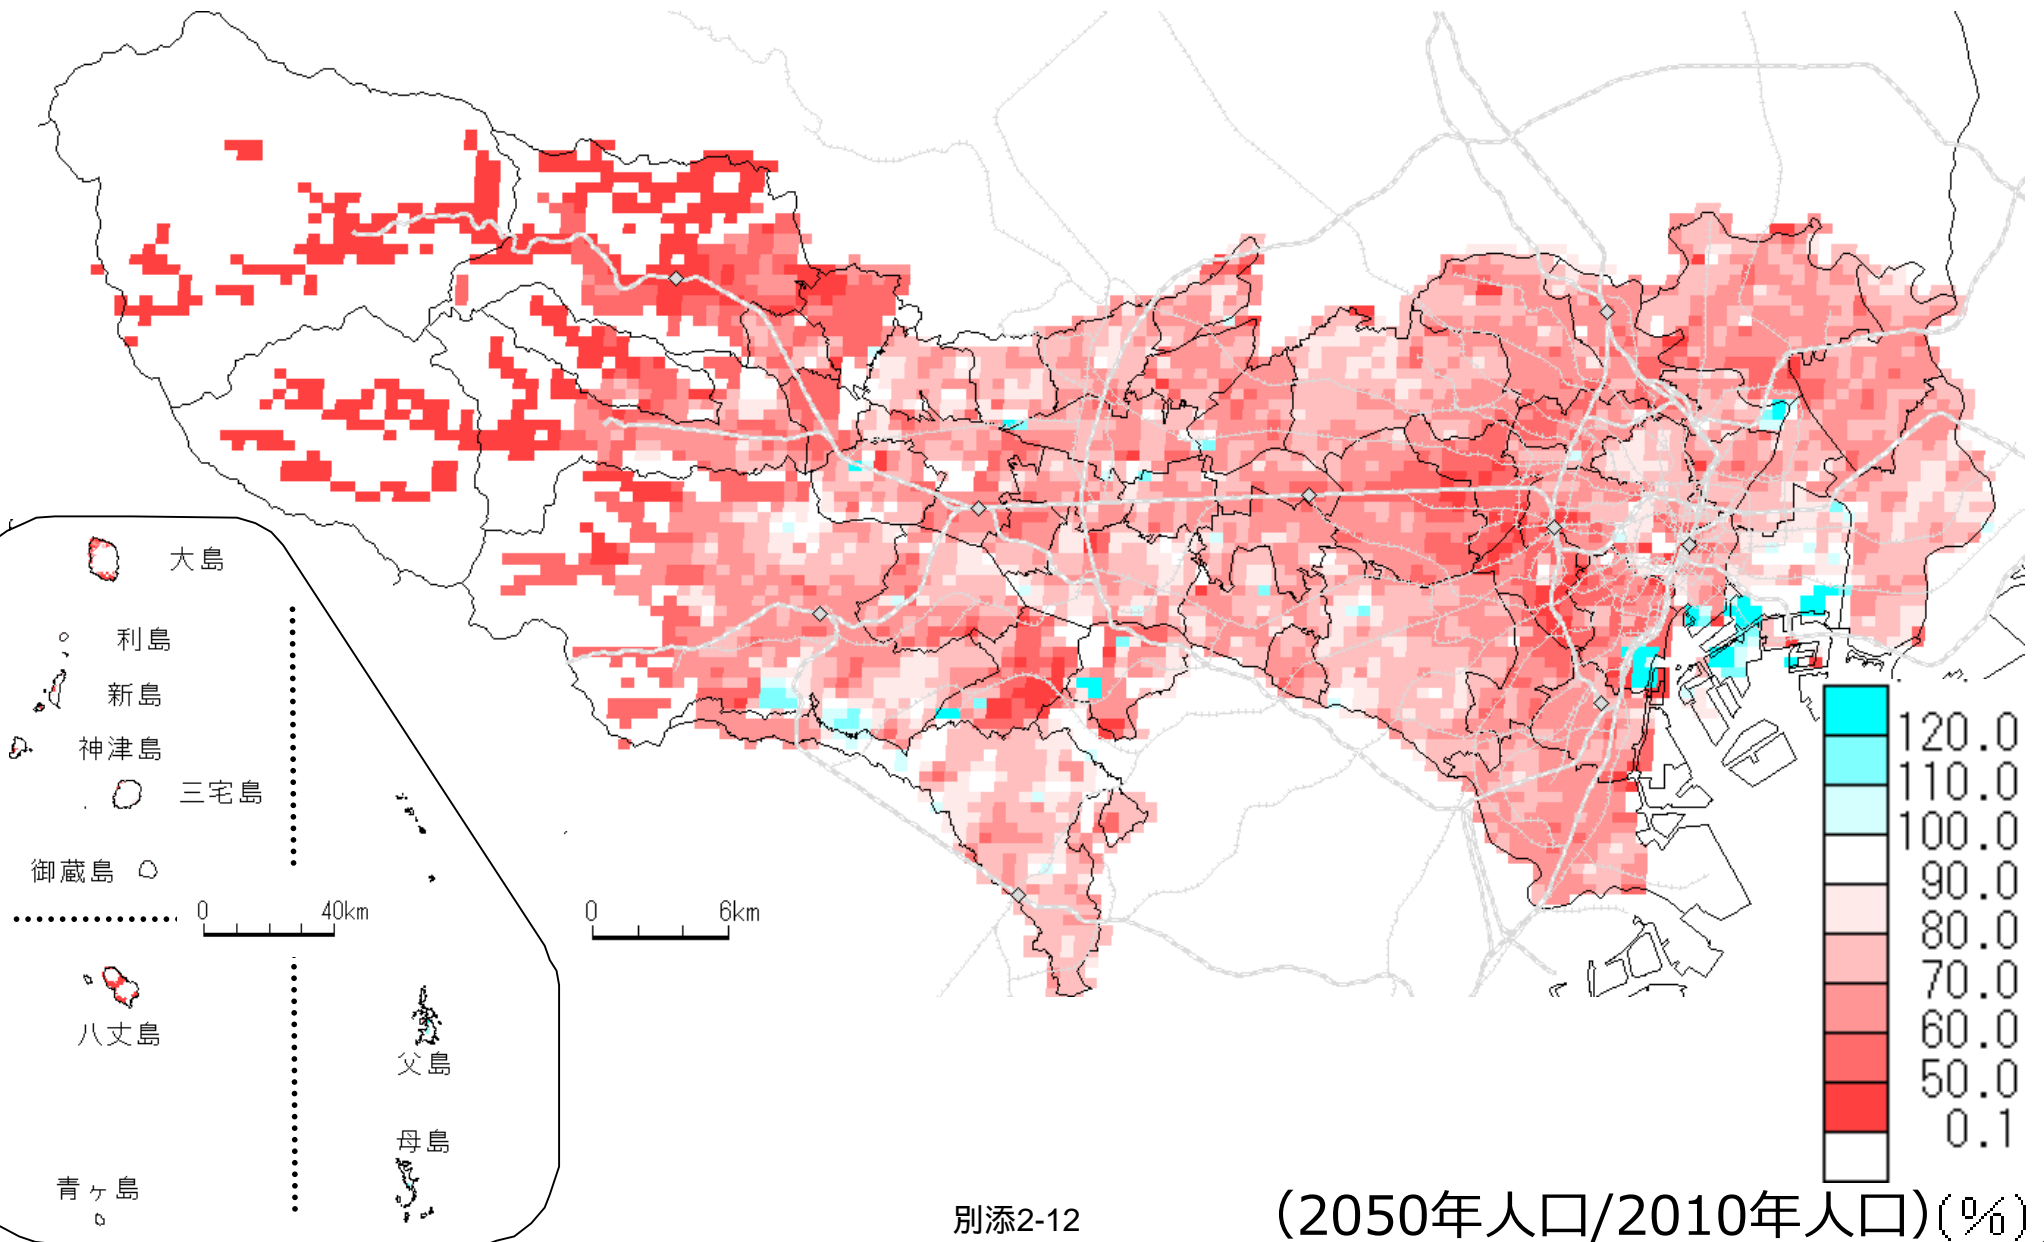 大島
利島
新島
神津島
三宅島
御蔵島
0 40km
0 6km
八丈島
父島
母島
青ヶ島
120.0
110.0
100.0
90.0
80.0
70.0
60.0
50.0
0.1
別添2-12
(2050年人口/2010年人口)(%)